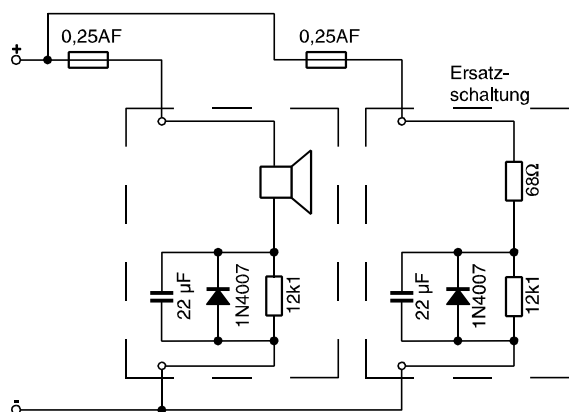 0,25AF
0,25AF
+
Ersatz-
schaltung
68Ω
22 µF
1N4007
12k1
22 µF
1N4007
12k1
-